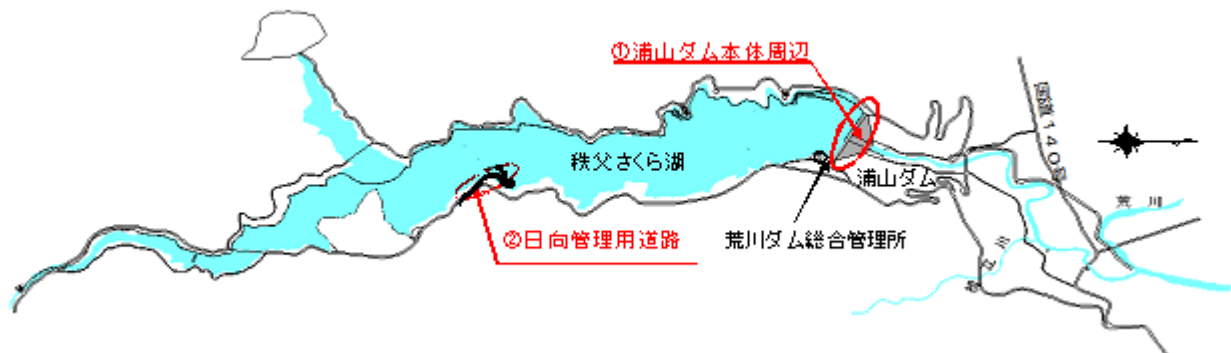 ①浦山ダム本体周辺
国道140号
秩父さくら湖
浦山ダム
荒川
②日向管理用道路
荒川ダム総合管理所